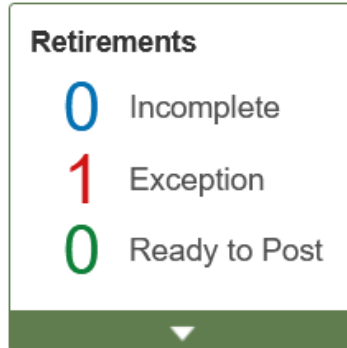 Retirements
0 Incomplete
1 Exception
0 Ready to Post